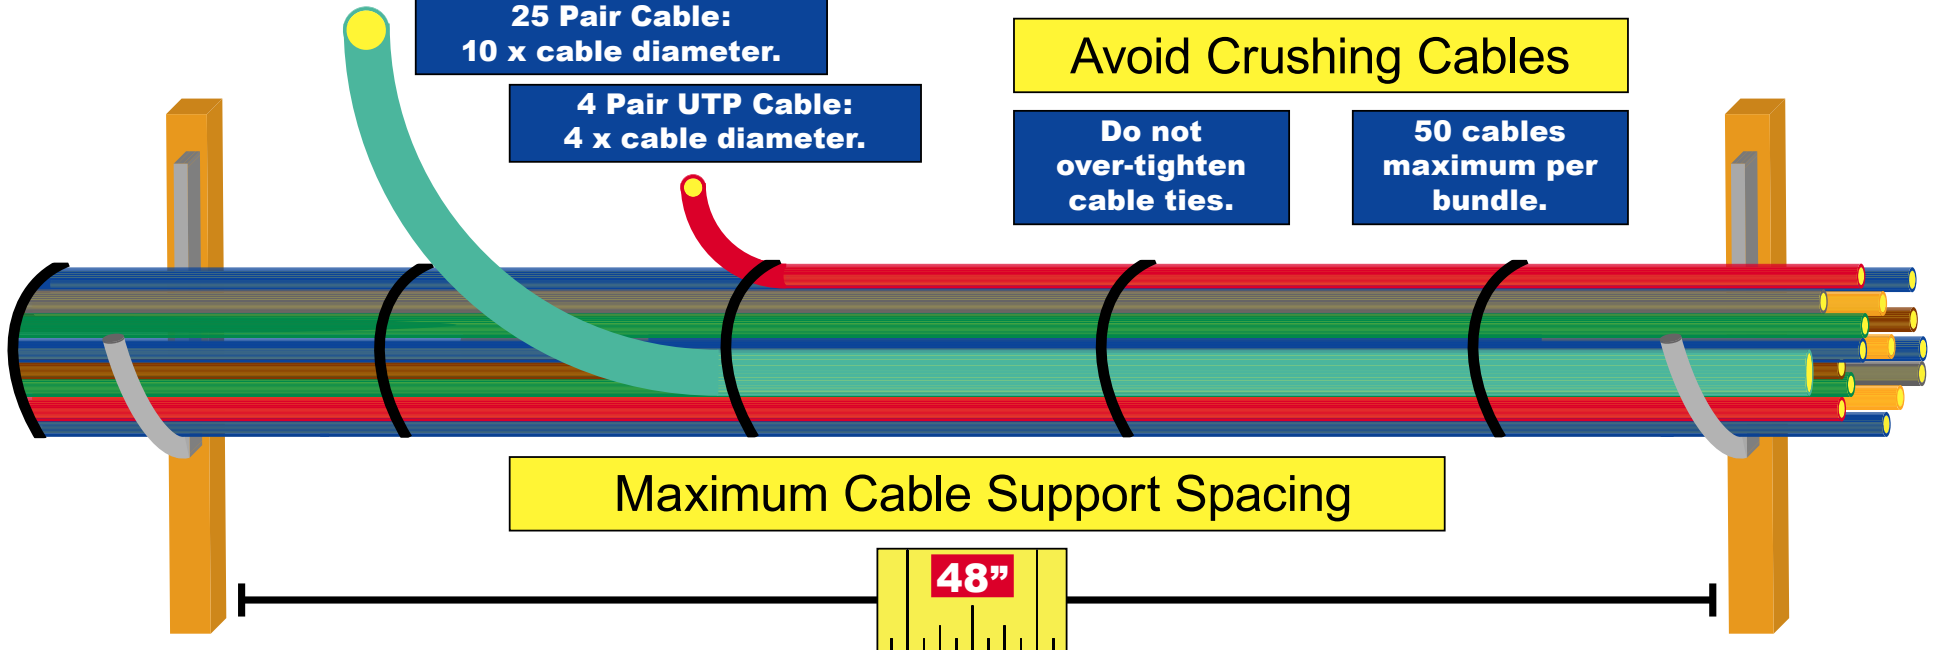 25 Pair Cable:
10 x cable diameter.
4 Pair UTP Cable:
4 x cable diameter.
Avoid Crushing Cables
Do not
over-tighten
cable ties.
50 cables
maximum per
bundle.
Maximum Cable Support Spacing
48”